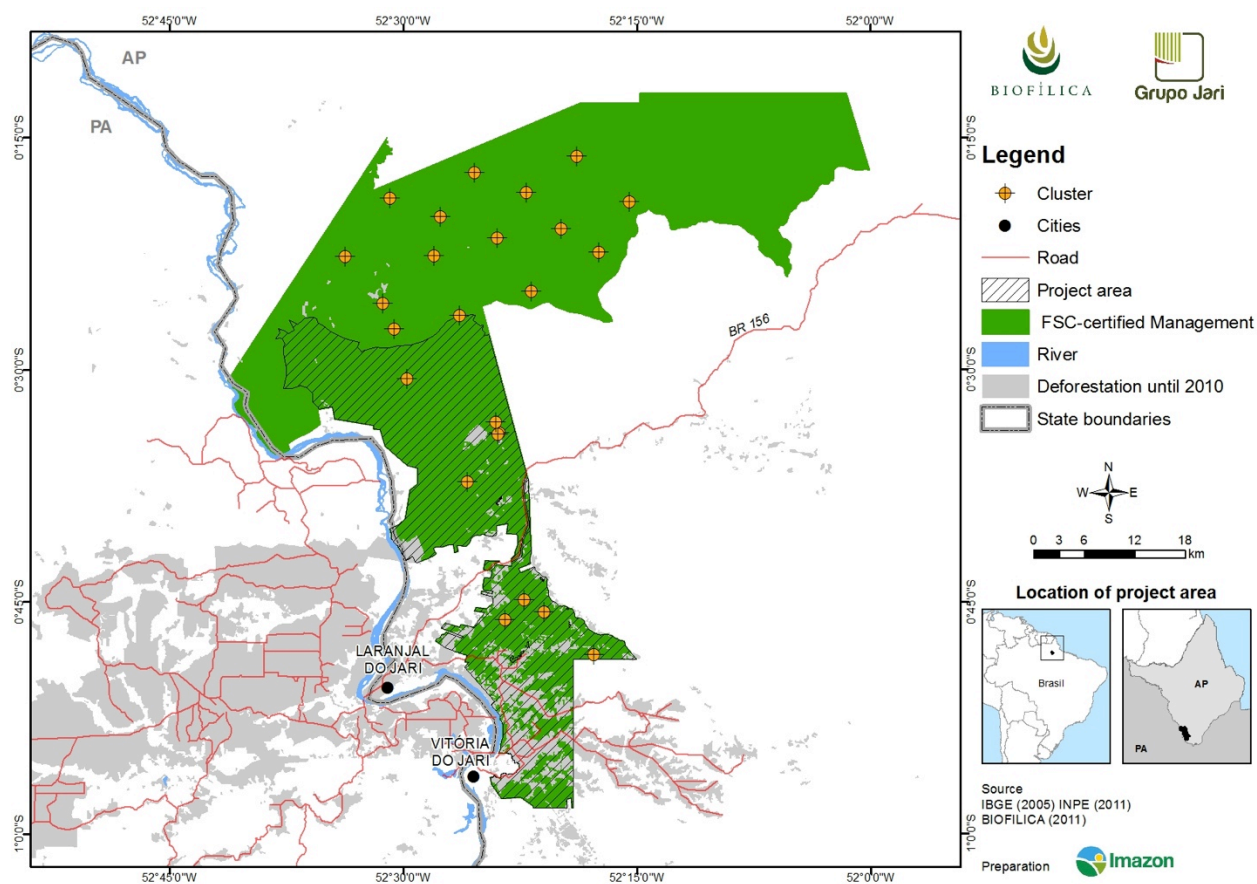 52°45'0"W
52°30'0"W
52°15'0"W
52°0'0"W
0°15'0"S
0°30'0"S
0°45'0"S
1°0'0"S
AP
PA
BR 156
LARANJAL
DO JARI
VITÓRIA
DO JARI
0°15'0"S
0°30'0"S
0°45'0"S
1°0'0"S
52°45'0"W
52°30'0"W
52°15'0"W
52°0'0"W
BIOFÍLICA
Grupo Jari
Legend
Cluster
Cities
Road
Project area
FSC-certified Management
River
Deforestation until 2010
State boundaries
N
W E
S
0 3 6 12 18
km
Location of project area
Brasil
AP
PA
Source
IBGE (2005) INPE (2011)
BIOFILICA (2011)
Preparation
Imazon